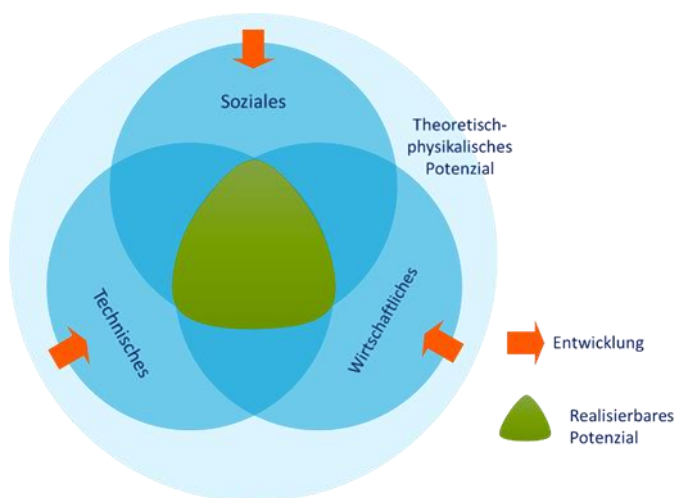 Soziales
Theoretisch-
physikalisches
Potenzial
Technisches
Wirtschaftliches
Entwicklung
Realisierbares
Potenzial